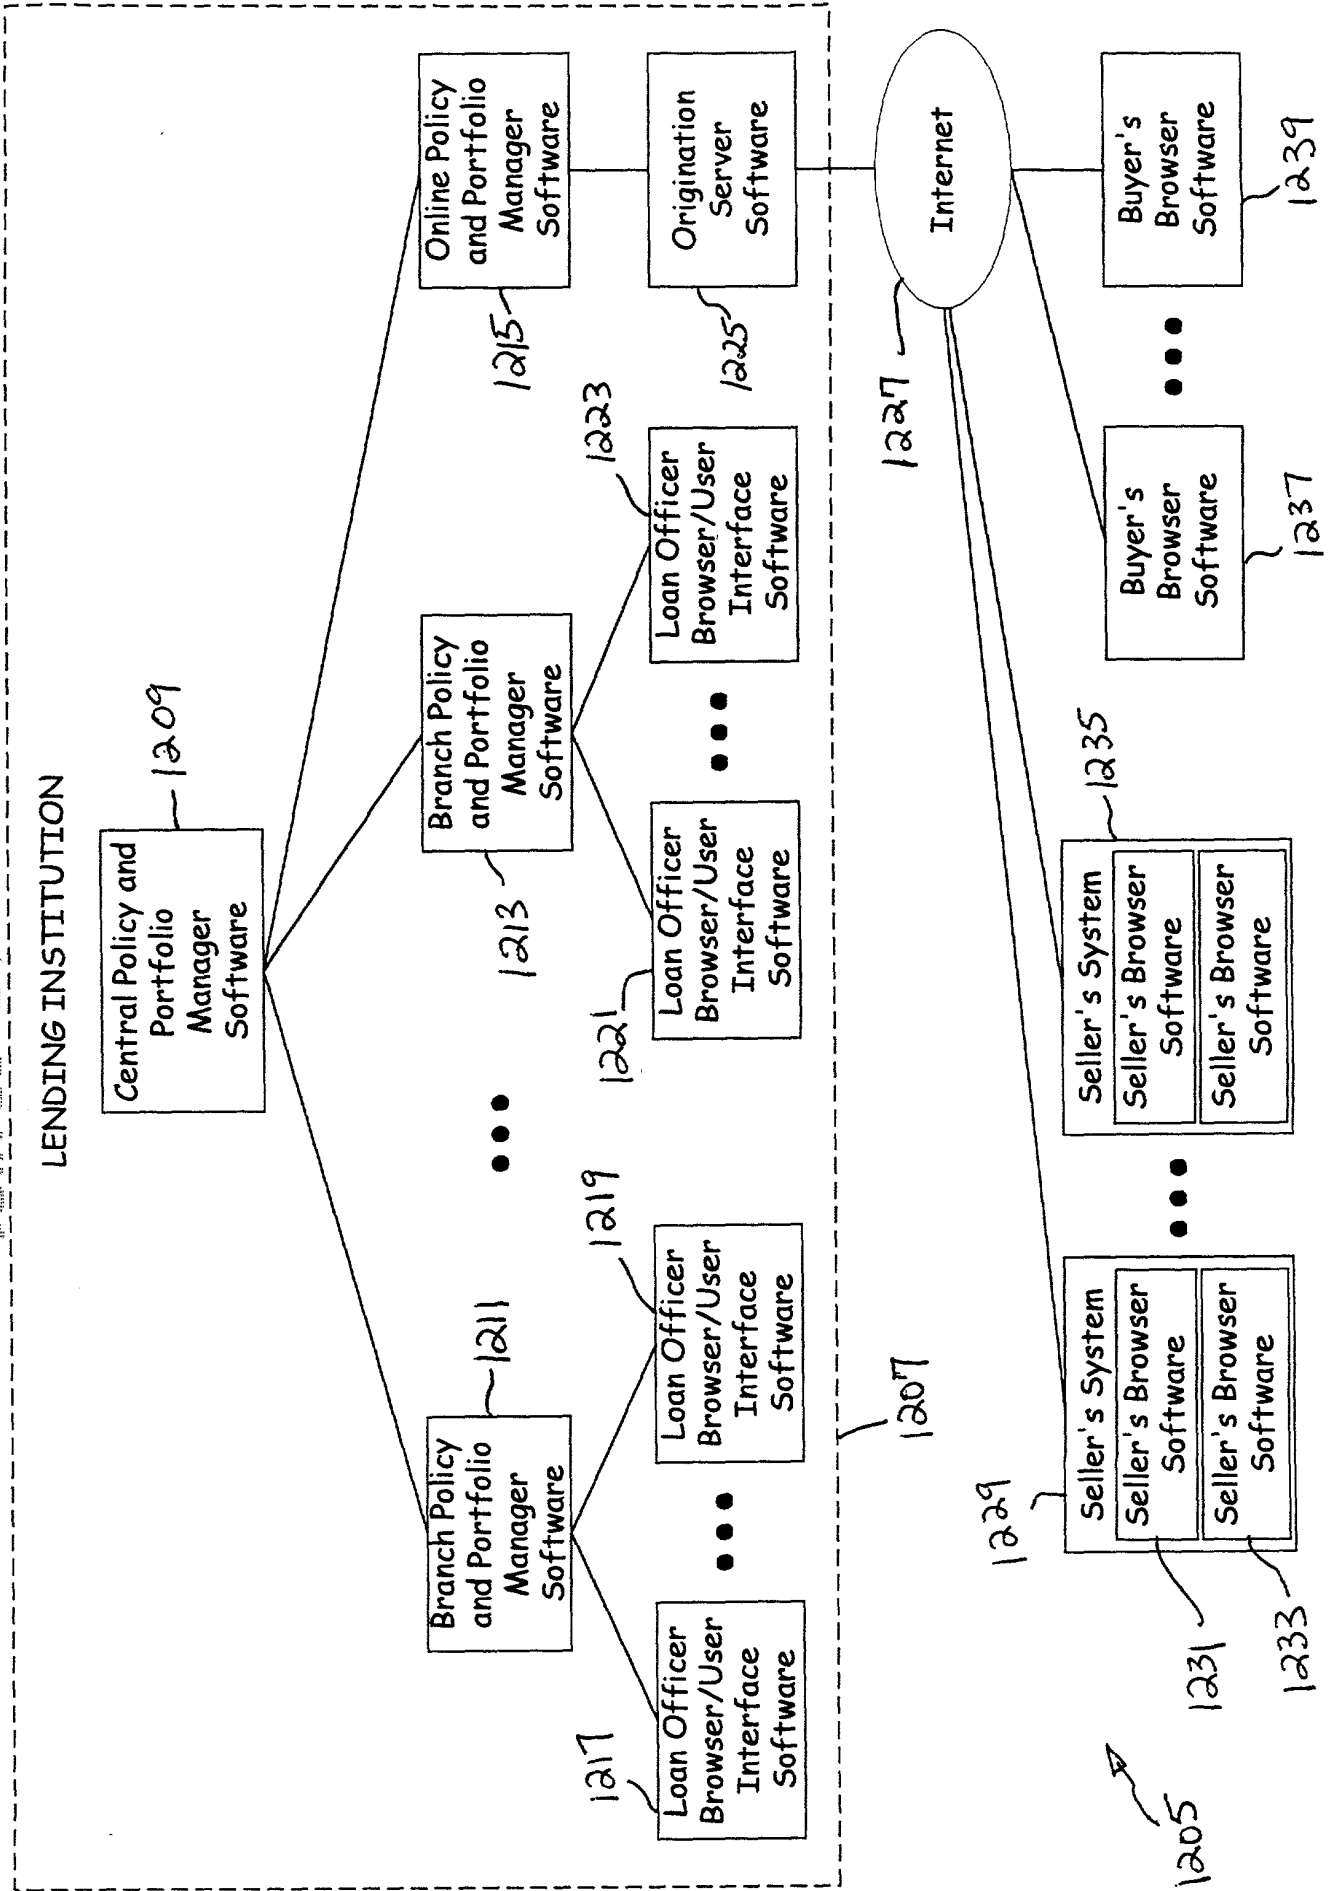 LENDING INSTITUTION
Central Policy and
Portfolio
Manager
Software
1209
Branch Policy
and Portfolio
Manager
Software
1211
Branch Policy
and Portfolio
Manager
Software
1213
Online Policy
and Portfolio
Manager
Software
1215
1217
Loan Officer
Browser/User
Interface
Software
1219
Loan Officer
Browser/User
Interface
Software
1221
Loan Officer
Browser/User
Interface
Software
1223
Loan Officer
Browser/User
Interface
Software
Origination
Server
Software
1225
1207
1227
Internet
1229
Seller's System
Seller's Browser
Software
Seller's Browser
Software
1231
1233
1235
Seller's System
Seller's Browser
Software
Seller's Browser
Software
Buyer's
Browser
Software
1237
Buyer's
Browser
Software
1239
1205